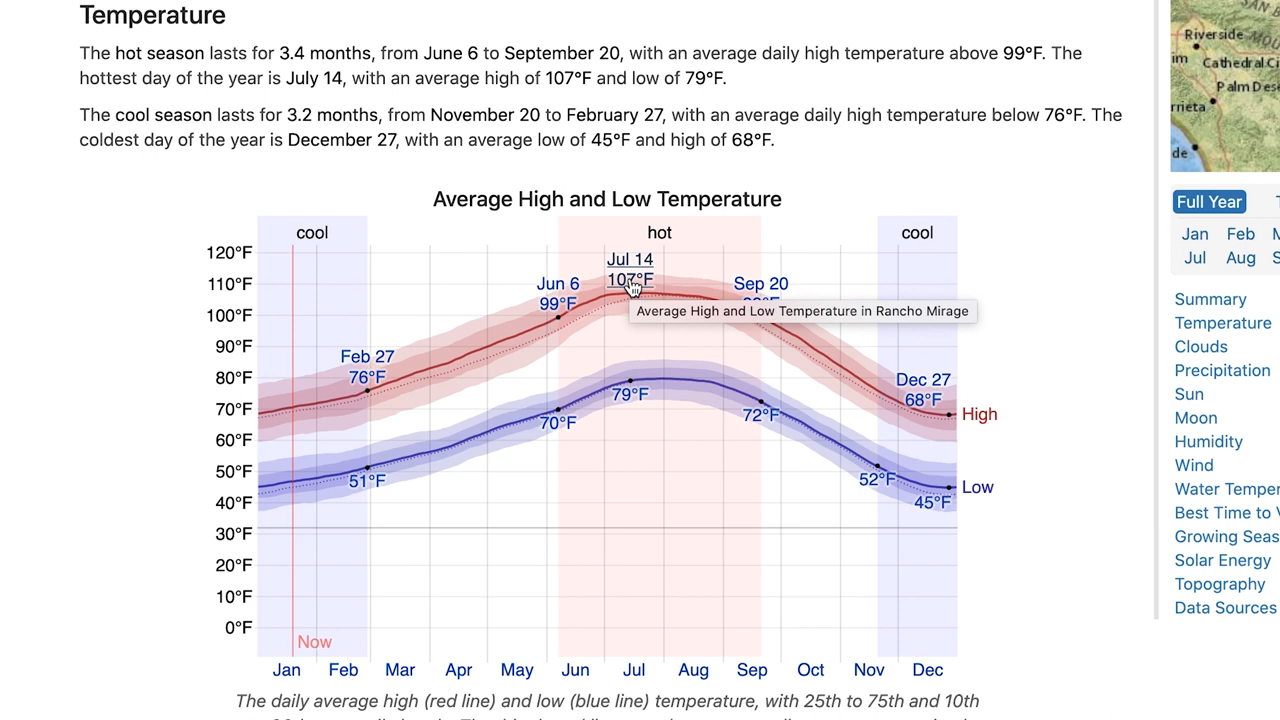 Temperature
The hot season lasts for 3.4 months, from June 6 to September 20, with an average daily high temperature above 99°F. The
hottest day of the year is July 14, with an average high of 107°F and low of 79°F.
The cool season lasts for 3.2 months, from November 20 to February 27, with an average daily high temperature below 76°F. The
coldest day of the year is December 27, with an average low of 45°F and high of 68°F.
Average High and Low Temperature
cool hot cool
120°F
110°F
100°F
90°F
80°F
70°F
60°F
50°F
40°F
30°F
20°F
10°F
0°F
Jul 14
107°F
Jun 6
99°F
Sep 20
Average High and Low Temperature in Rancho Mirage
Feb 27
76°F
Dec 27
68°F
High
79°F
70°F
72°F
51°F
52°F
45°F
Low
Now
Jan Feb Mar Apr May Jun Jul Aug Sep Oct Nov Dec
The daily average high (red line) and low (blue line) temperature, with 25th to 75th and 10th
Riverside
Cathedral Ci
im
Palm Dese
rrieta
de
Full Year
Jan Feb M
Jul Aug S
Summary
Temperature
Clouds
Precipitation
Sun
Moon
Humidity
Wind
Water Temper
Best Time to V
Growing Seas
Solar Energy
Topography
Data Sources